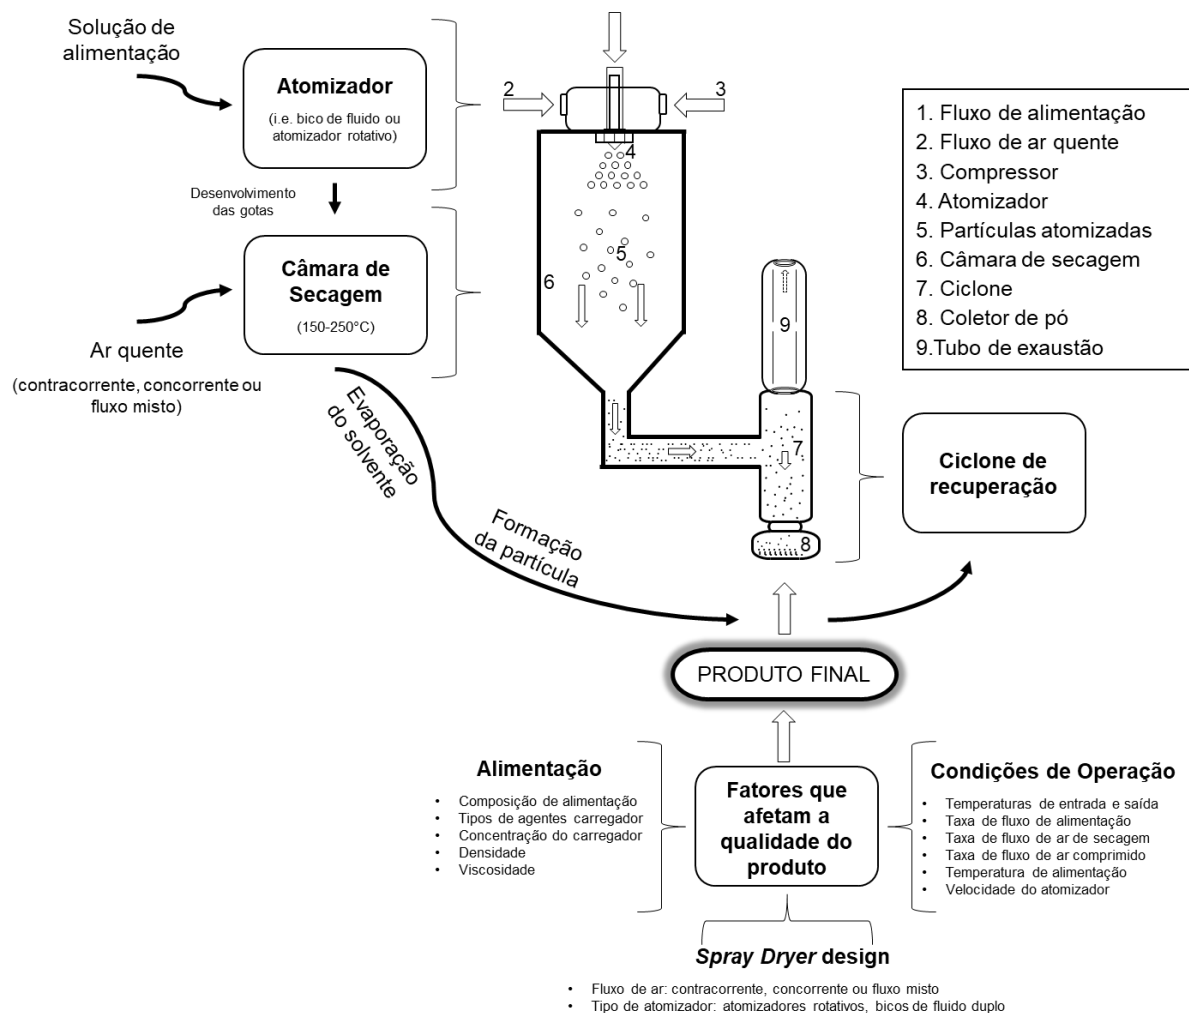 Solução de
alimentação
Atomizador
(i.e. bico de fluido ou
atomizador rotativo)
Desenvolvimento
das gotas
Câmara de
Secagem
(150-250°C)
Ar quente
(contracorrente, concorrente ou
fluxo misto)
Evaporação
do solvente
Formação
da partícula
2
3
4
5
6
7
8
9
1. Fluxo de alimentação
2. Fluxo de ar quente
3. Compressor
4. Atomizador
5. Partículas atomizadas
6. Câmara de secagem
7. Ciclone
8. Coletor de pó
9.Tubo de exaustão
Ciclone de
recuperação
PRODUTO FINAL
Alimentação
• Composição de alimentação
• Tipos de agentes carregador
• Concentração do carregador
• Densidade
• Viscosidade
Fatores que
afetam a
qualidade do
produto
Condições de Operação
• Temperaturas de entrada e saída
• Taxa de fluxo de alimentação
• Taxa de fluxo de ar de secagem
• Taxa de fluxo de ar comprimido
• Temperatura de alimentação
• Velocidade do atomizador
Spray Dryer design
• Fluxo de ar: contracorrente, concorrente ou fluxo misto
• Tipo de atomizador: atomizadores rotativos, bicos de fluido duplo